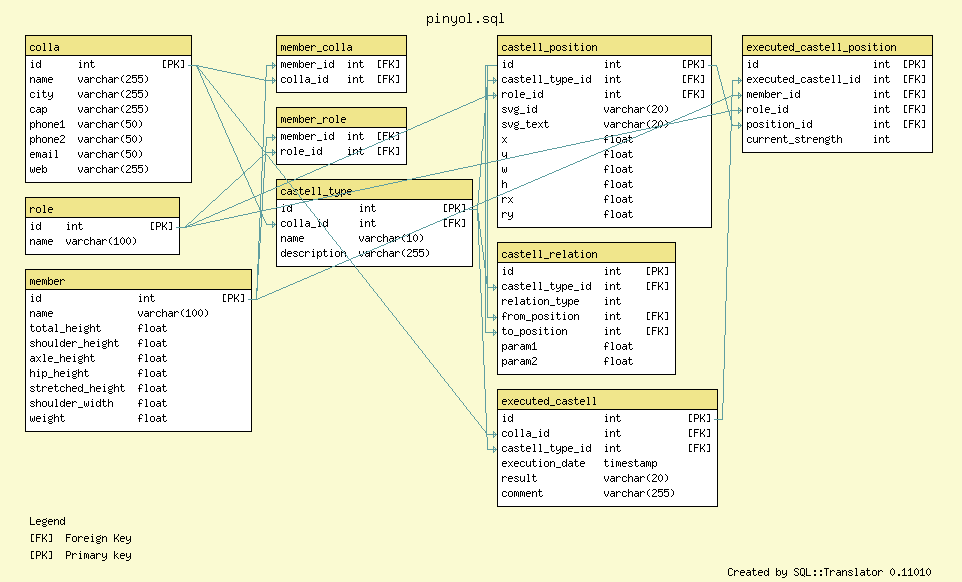 pinyol.sql
colla
id int [PK]
name varchar(255)
city varchar(255)
cap varchar(255)
phone1 varchar(50)
phone2 varchar(50)
email varchar(50)
web varchar(255)
role
id int [PK]
name varchar(100)
member
id int [PK]
name varchar(100)
total_height float
shoulder_height float
axle_height float
hip_height float
stretched_height float
shoulder_width float
weight float
member_colla
member_id int [FK]
colla_id int [FK]
member_role
member_id int [FK]
role_id int [FK]
castell_type
id int [PK]
colla_id int [FK]
name varchar(10)
description varchar(255)
castell_position
id int [PK]
castell_type_id int [FK]
role_id int [FK]
svg_id varchar(20)
svg_text varchar(20)
x float
y float
w float
h float
rx float
ry float
castell_relation
id int [PK]
castell_type_id int [FK]
relation_type int
from_position int [FK]
to_position int [FK]
param1 float
param2 float
executed_castell
id int [PK]
colla_id int [FK]
castell_type_id int [FK]
execution_date timestamp
result varchar(20)
comment varchar(255)
executed_castell_position
id int [PK]
executed_castell_id int [FK]
member_id int [FK]
role_id int [FK]
position_id int [FK]
current_strength int
Legend
[FK] Foreign Key
[PK] Primary key
Created by SQL::Translator 0.11010